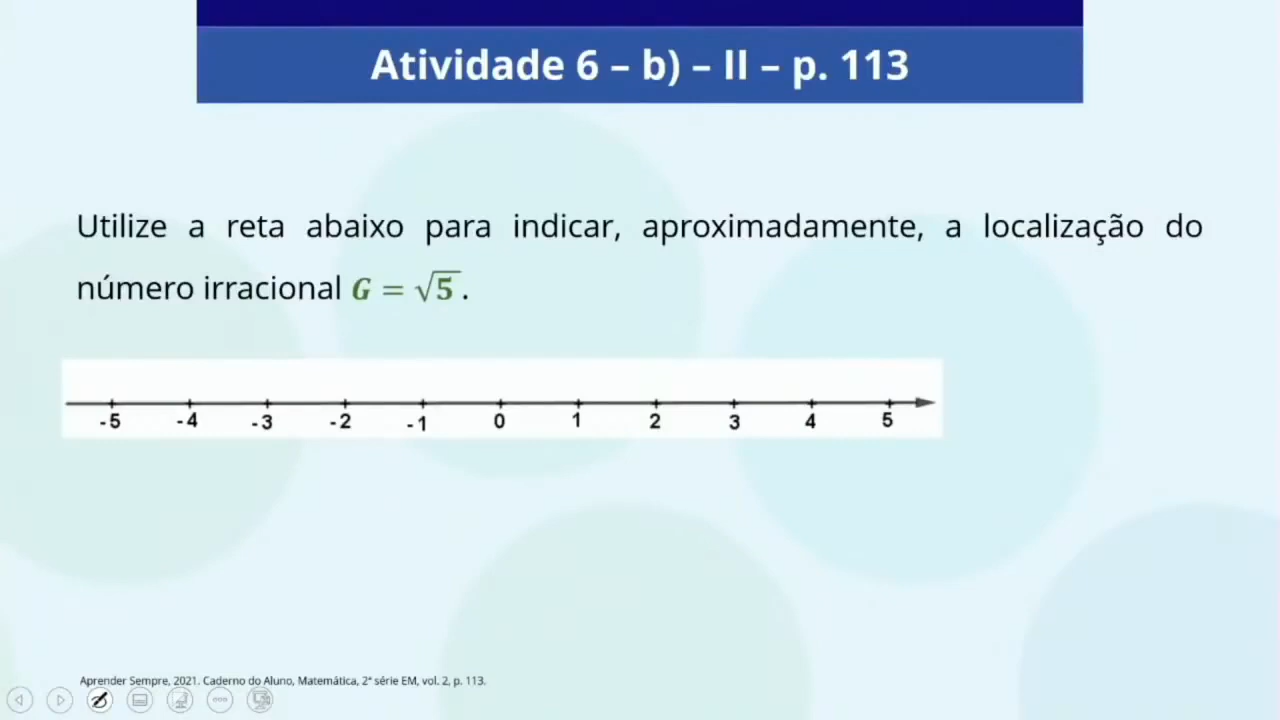 Atividade 6 – b) – II – p. 113
Utilize a reta abaixo para indicar, aproximadamente, a localização do
número irracional G = √5 .
-5 -4 -3 -2 -1 0 1 2 3 4 5
Aprender Sempre, 2021. Caderno do Aluno, Matemática, 2ª série EM, vol. 2, p. 113.